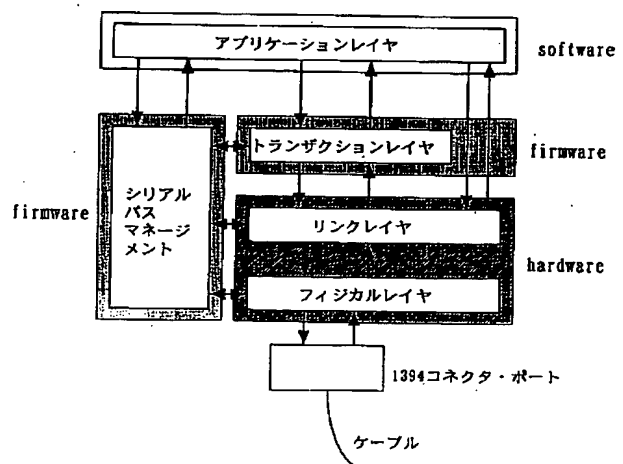 アプリケーションレイヤ
software
トランザクションレイヤ
firmware
firmware
シリアル
バス
マネージ
メント
リンクレイヤ
hardware
フィジカルレイヤ
1394コネクタ・ポート
ケーブル